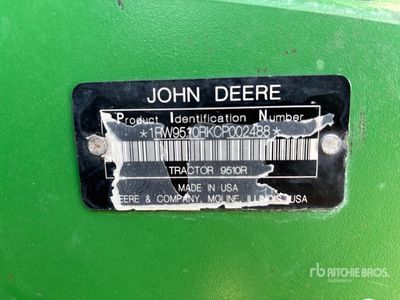 JOHN DEERE
Product Identification Number
*1RW9510RKCP002488*
TRACTOR 9510R
MADE IN USA
DEERE & COMPANY, MOLINE, ILLINOIS, USA
rb RITCHIE BROS.